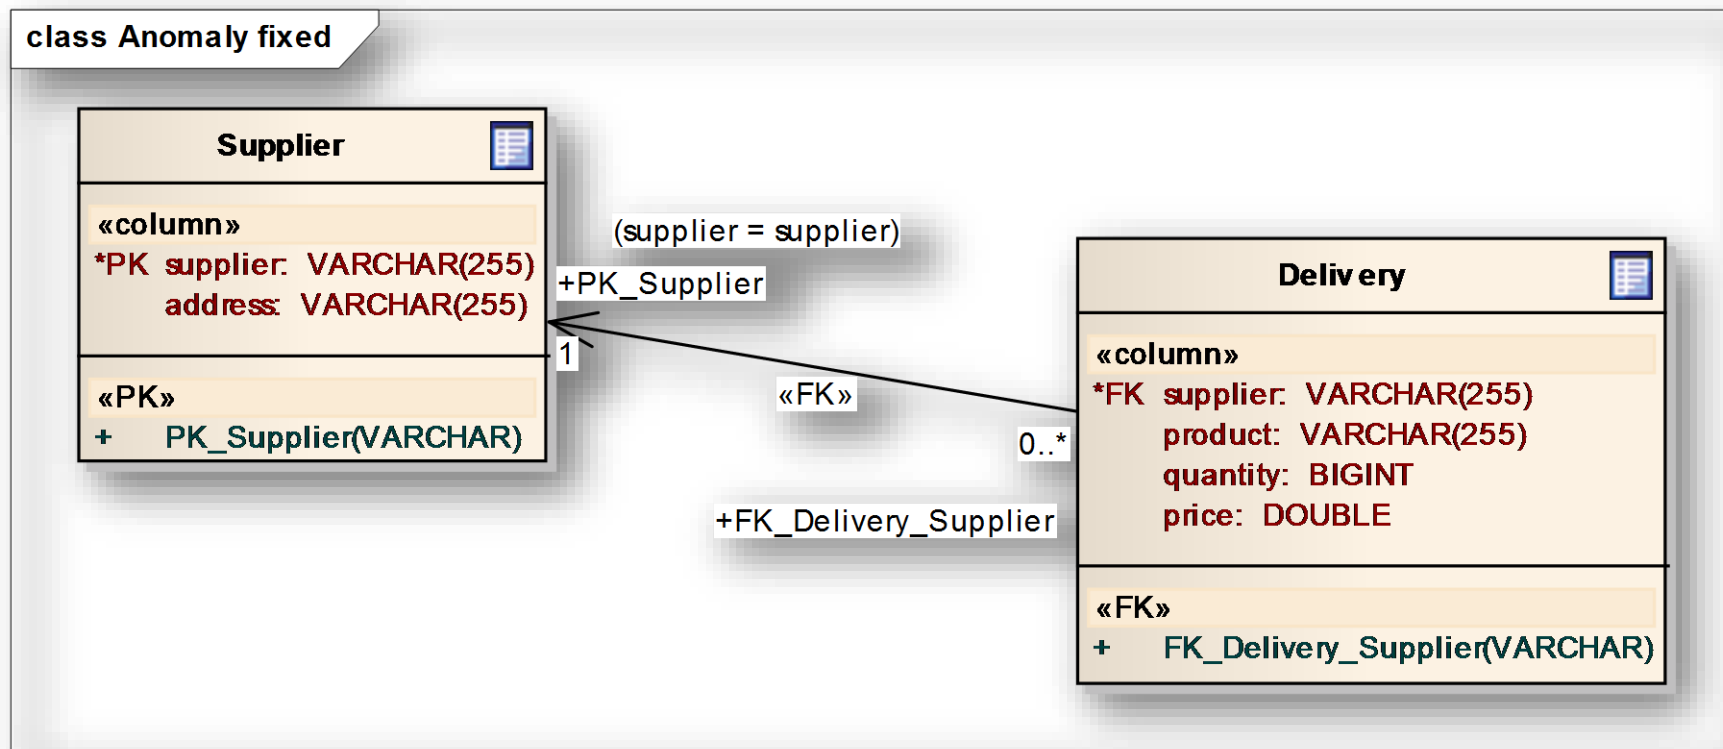 class Anomaly fixed
Supplier
«column»
*PK supplier: VARCHAR(255)
address: VARCHAR(255)
«PK»
+ PK_Supplier(VARCHAR)
(supplier = supplier)
+PK_Supplier
1
«FK»
0..*
+FK_Delivery_Supplier
Delivery
«column»
*FK supplier: VARCHAR(255)
product: VARCHAR(255)
quantity: BIGINT
price: DOUBLE
«FK»
+ FK_Delivery_Supplier(VARCHAR)